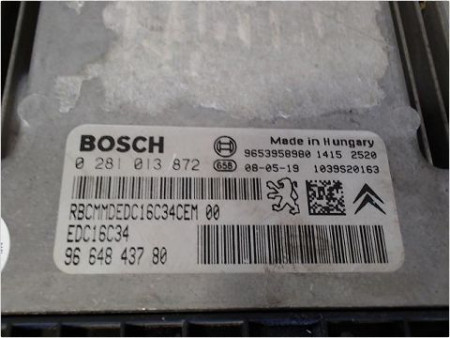 BOSCH
Made in Hungary
9653958980 1415 2520
0 281 013 872
658 08-05-19 1039S20163
RBCMMDEDC16C34CEM 00
EDC16C34
96 648 437 80